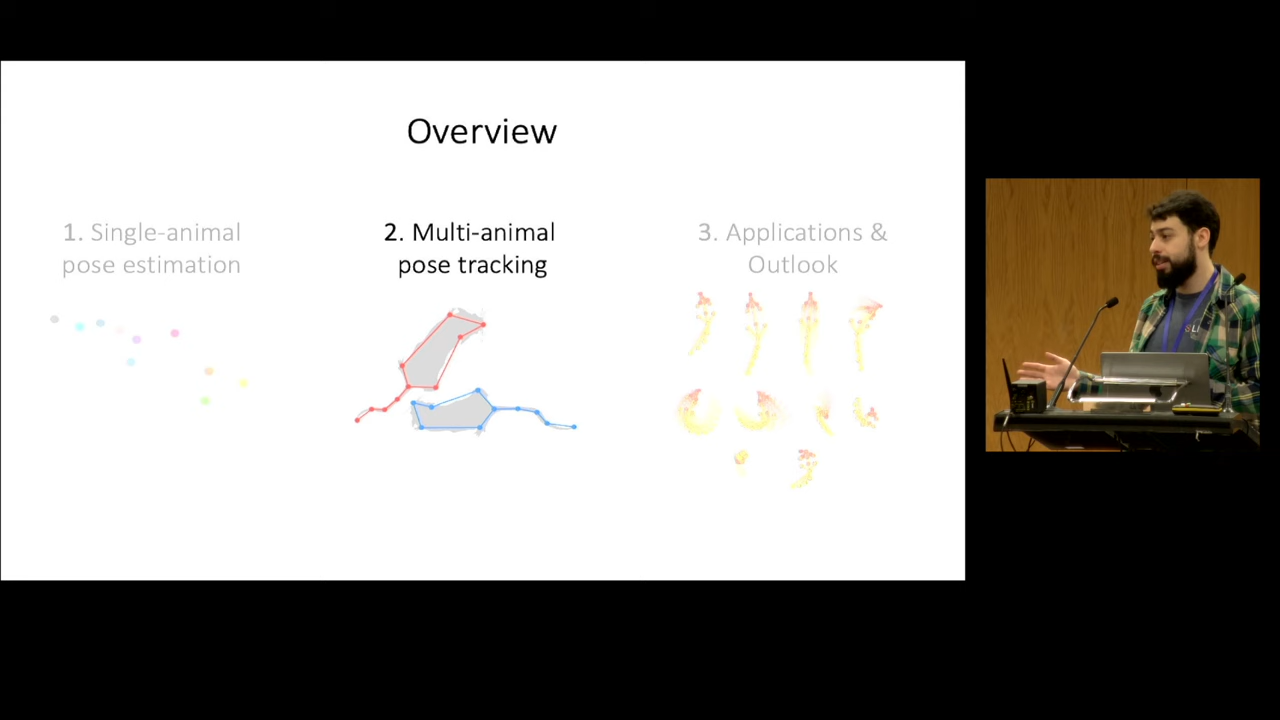 Overview
1. Single-animal
pose estimation
2. Multi-animal
pose tracking
3. Applications &
Outlook